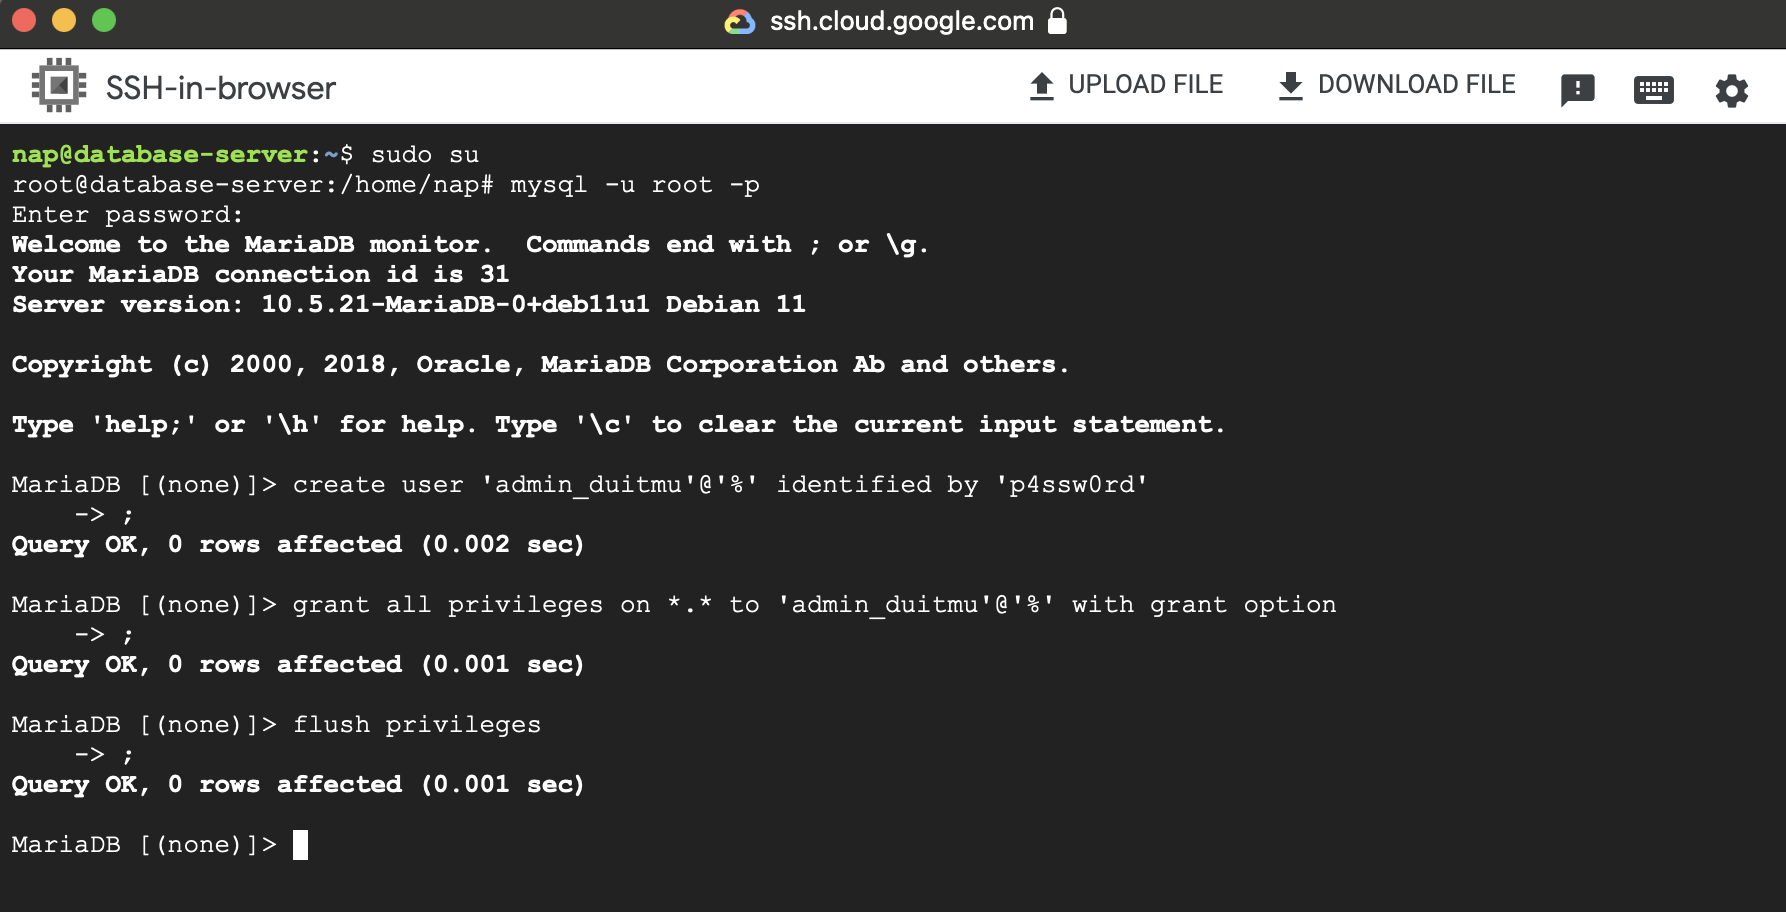 ssh.cloud.google.com
SSH-in-browser
UPLOAD FILE
DOWNLOAD FILE
nap@database-server:~$ sudo su
root@database-server:/home/nap# mysql -u root -p
Enter password:
Welcome to the MariaDB monitor.  Commands end with ; or \g.
Your MariaDB connection id is 31
Server version: 10.5.21-MariaDB-0+deb11u1 Debian 11
Copyright (c) 2000, 2018, Oracle, MariaDB Corporation Ab and others.
Type 'help;' or '\h' for help. Type '\c' to clear the current input statement.
MariaDB [(none)]> create user 'admin_duitmu'@'%' identified by 'p4ssw0rd'
    -> ;
Query OK, 0 rows affected (0.002 sec)
MariaDB [(none)]> grant all privileges on *.* to 'admin_duitmu'@'%' with grant option
    -> ;
Query OK, 0 rows affected (0.001 sec)
MariaDB [(none)]> flush privileges
    -> ;
Query OK, 0 rows affected (0.001 sec)
MariaDB [(none)]>